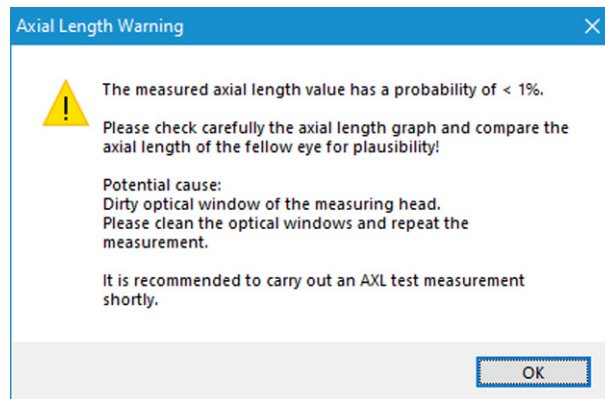 Axial Length Warning
The measured axial length value has a probability of < 1%.
Please check carefully the axial length graph and compare the
axial length of the fellow eye for plausibility!
Potential cause:
Dirty optical window of the measuring head.
Please clean the optical windows and repeat the
measurement.
It is recommended to carry out an AXL test measurement
shortly.
OK